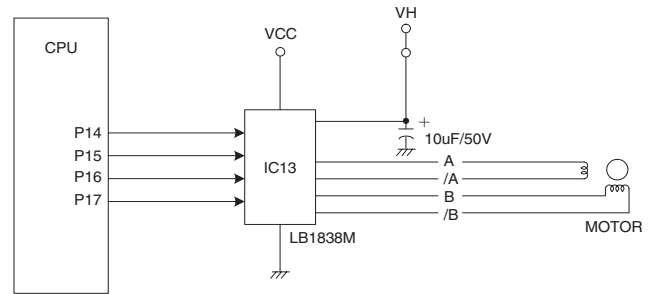 VH
VCC
CPU
+
10uF/50V
P14
P15
P16
P17
IC13
A
/A
B
/B
LB1838M
MOTOR